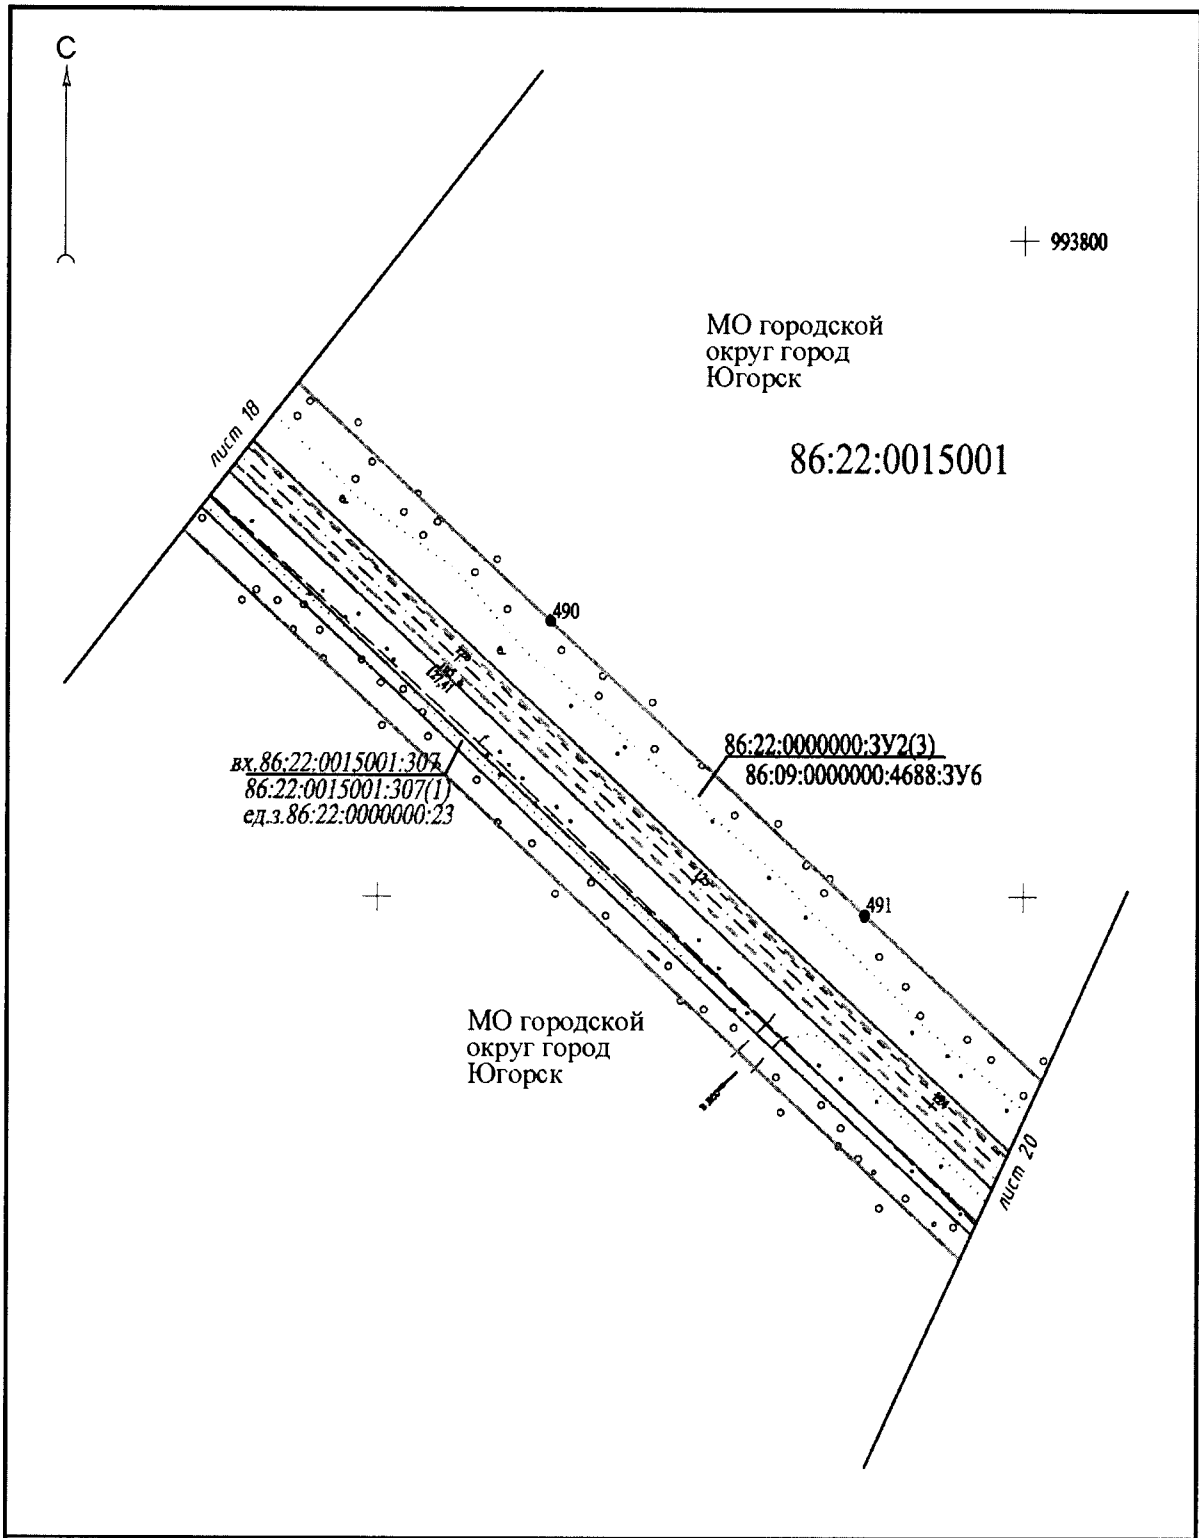 С
993800
МО городской
округ город
Югорск
лист 18
86:22:0015001
490
86:22:0000000:ЗУ2(3)
86:09:0000000:4688:ЗУ6
вх.86:22:0015001:307
86:22:0015001:307(1)
ед.з.86:22:0000000:23
491
МО городской
округ город
Югорск
лист 20